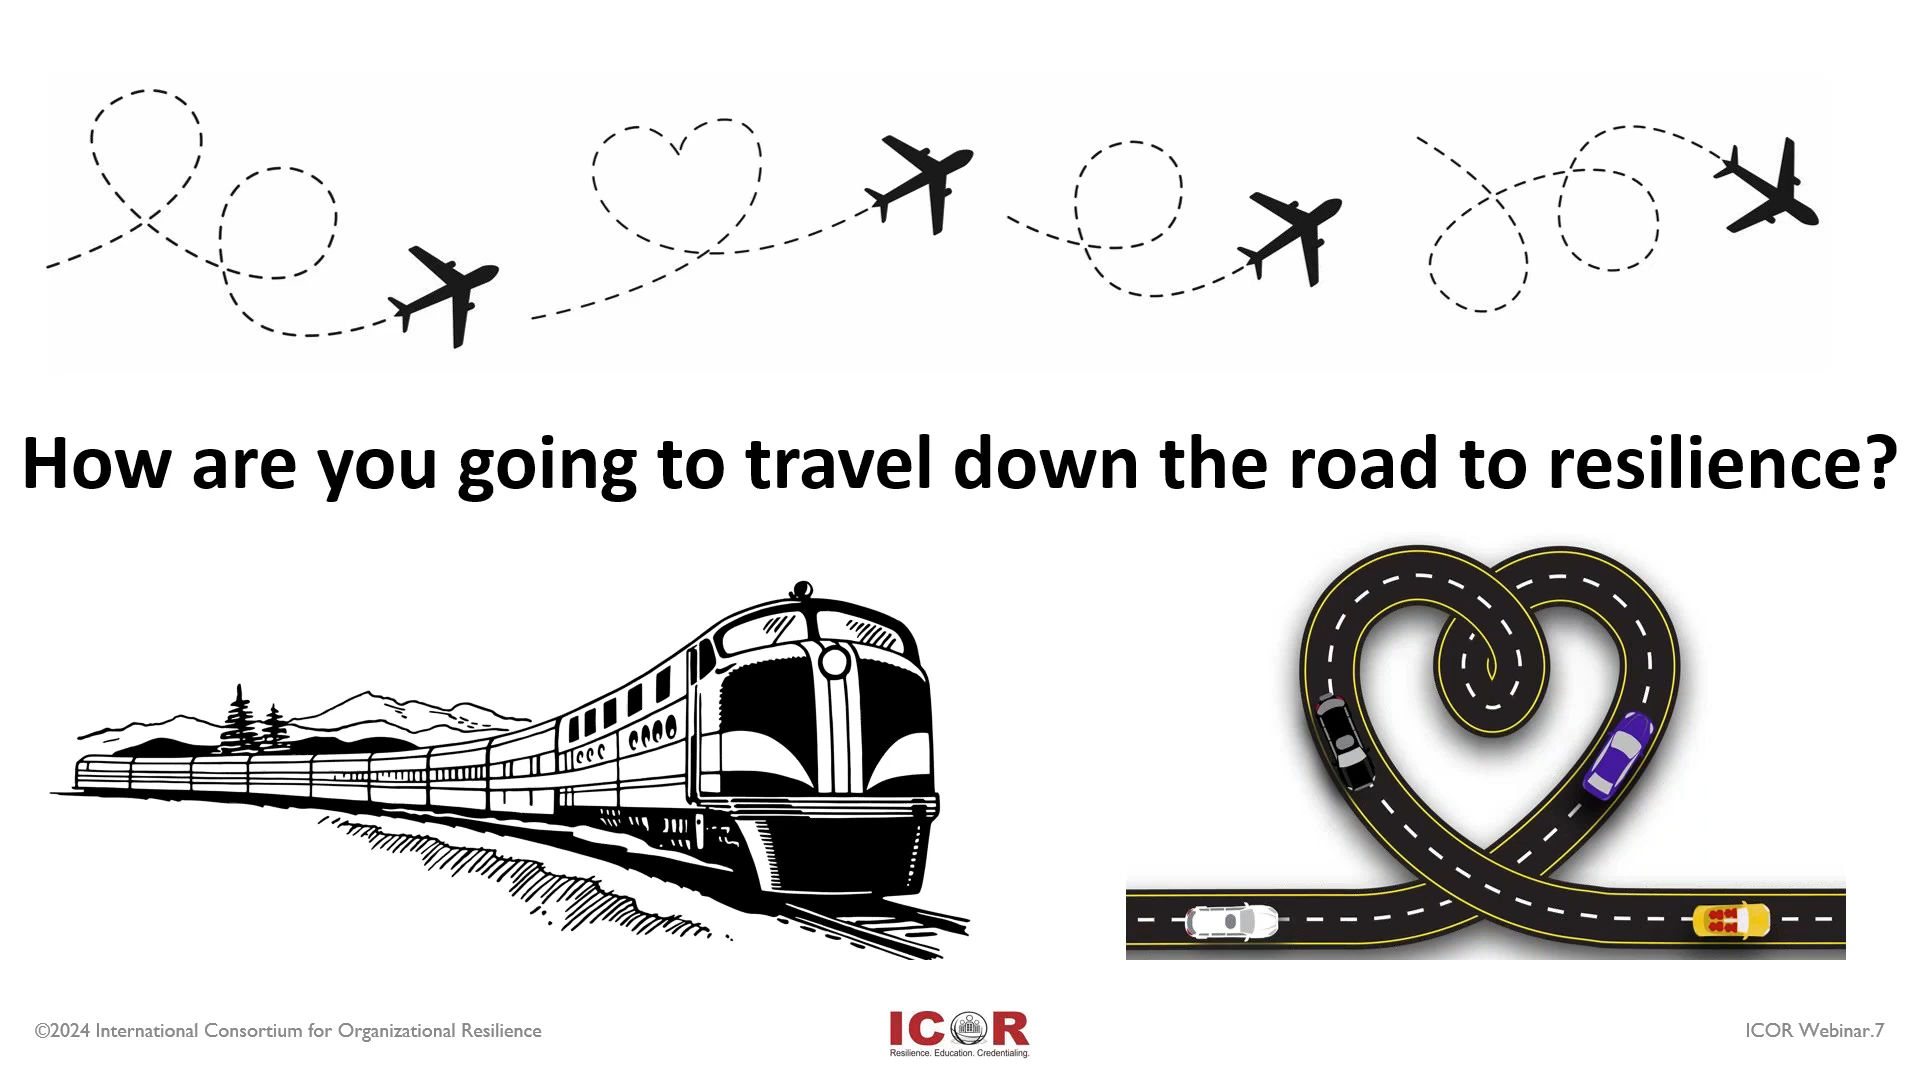 How are you going to travel down the road to resilience?
©2024 International Consortium for Organizational Resilience
ICOR
Resilience. Education. Credentialing.
ICOR Webinar.7